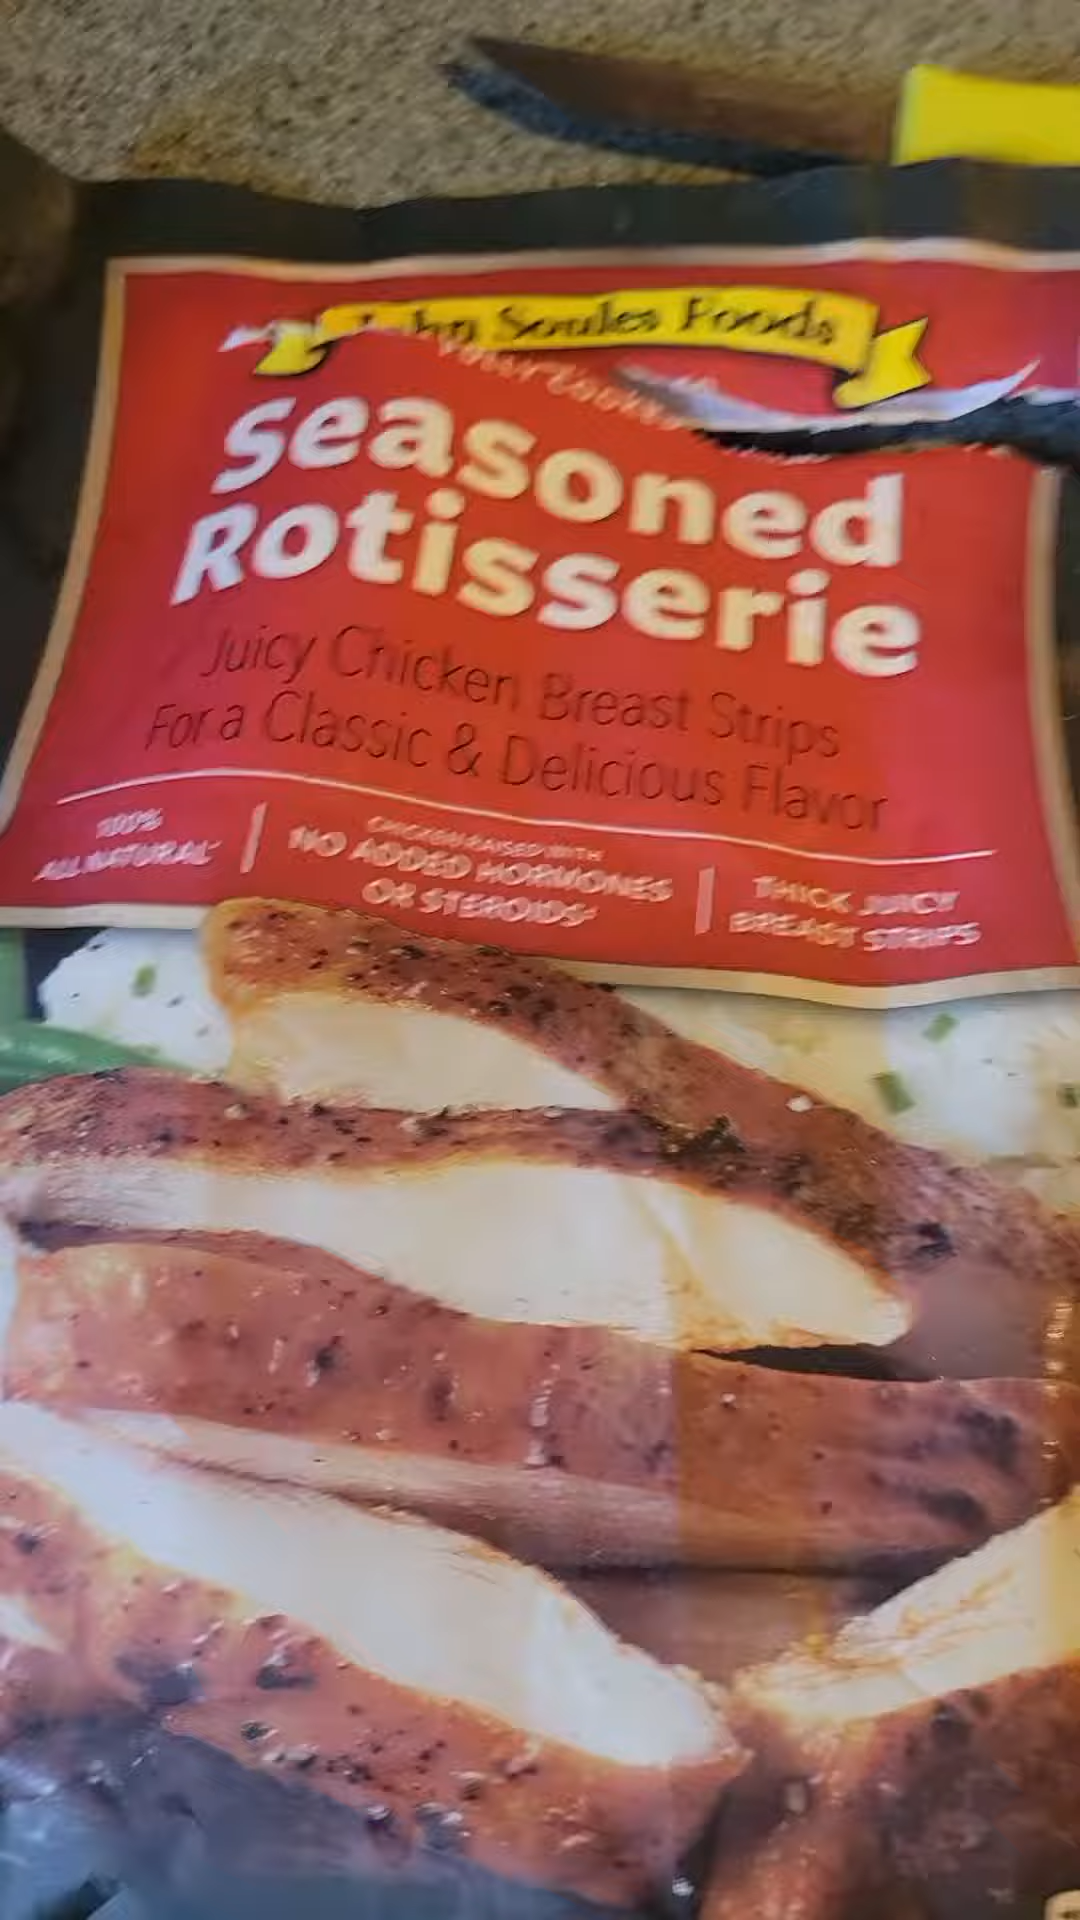 John Soules Foods
Seasoned
Rotisserie
Juicy Chicken Breast Strips
For a Classic & Delicious Flavor
100%
ALL NATURAL*
CHICKEN RAISED WITH
NO ADDED HORMONES
OR STEROIDS*
THICK JUICY
BREAST STRIPS